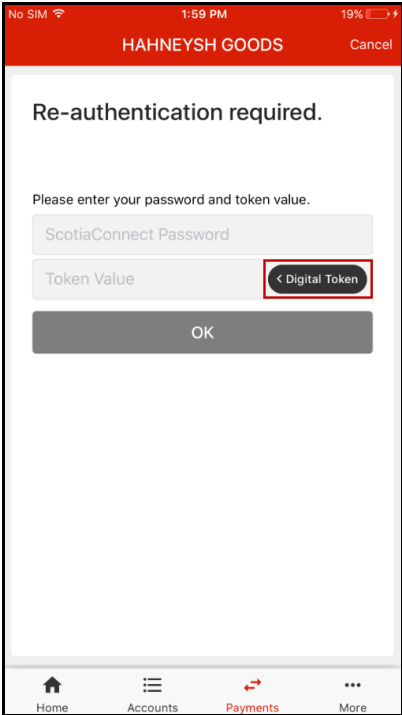 No SIM 1:59 PM 19%
HAHNEYSH GOODS Cancel
Re-authentication required.
Please enter your password and token value.
ScotiaConnect Password
Token Value < Digital Token
OK
Home Accounts Payments More